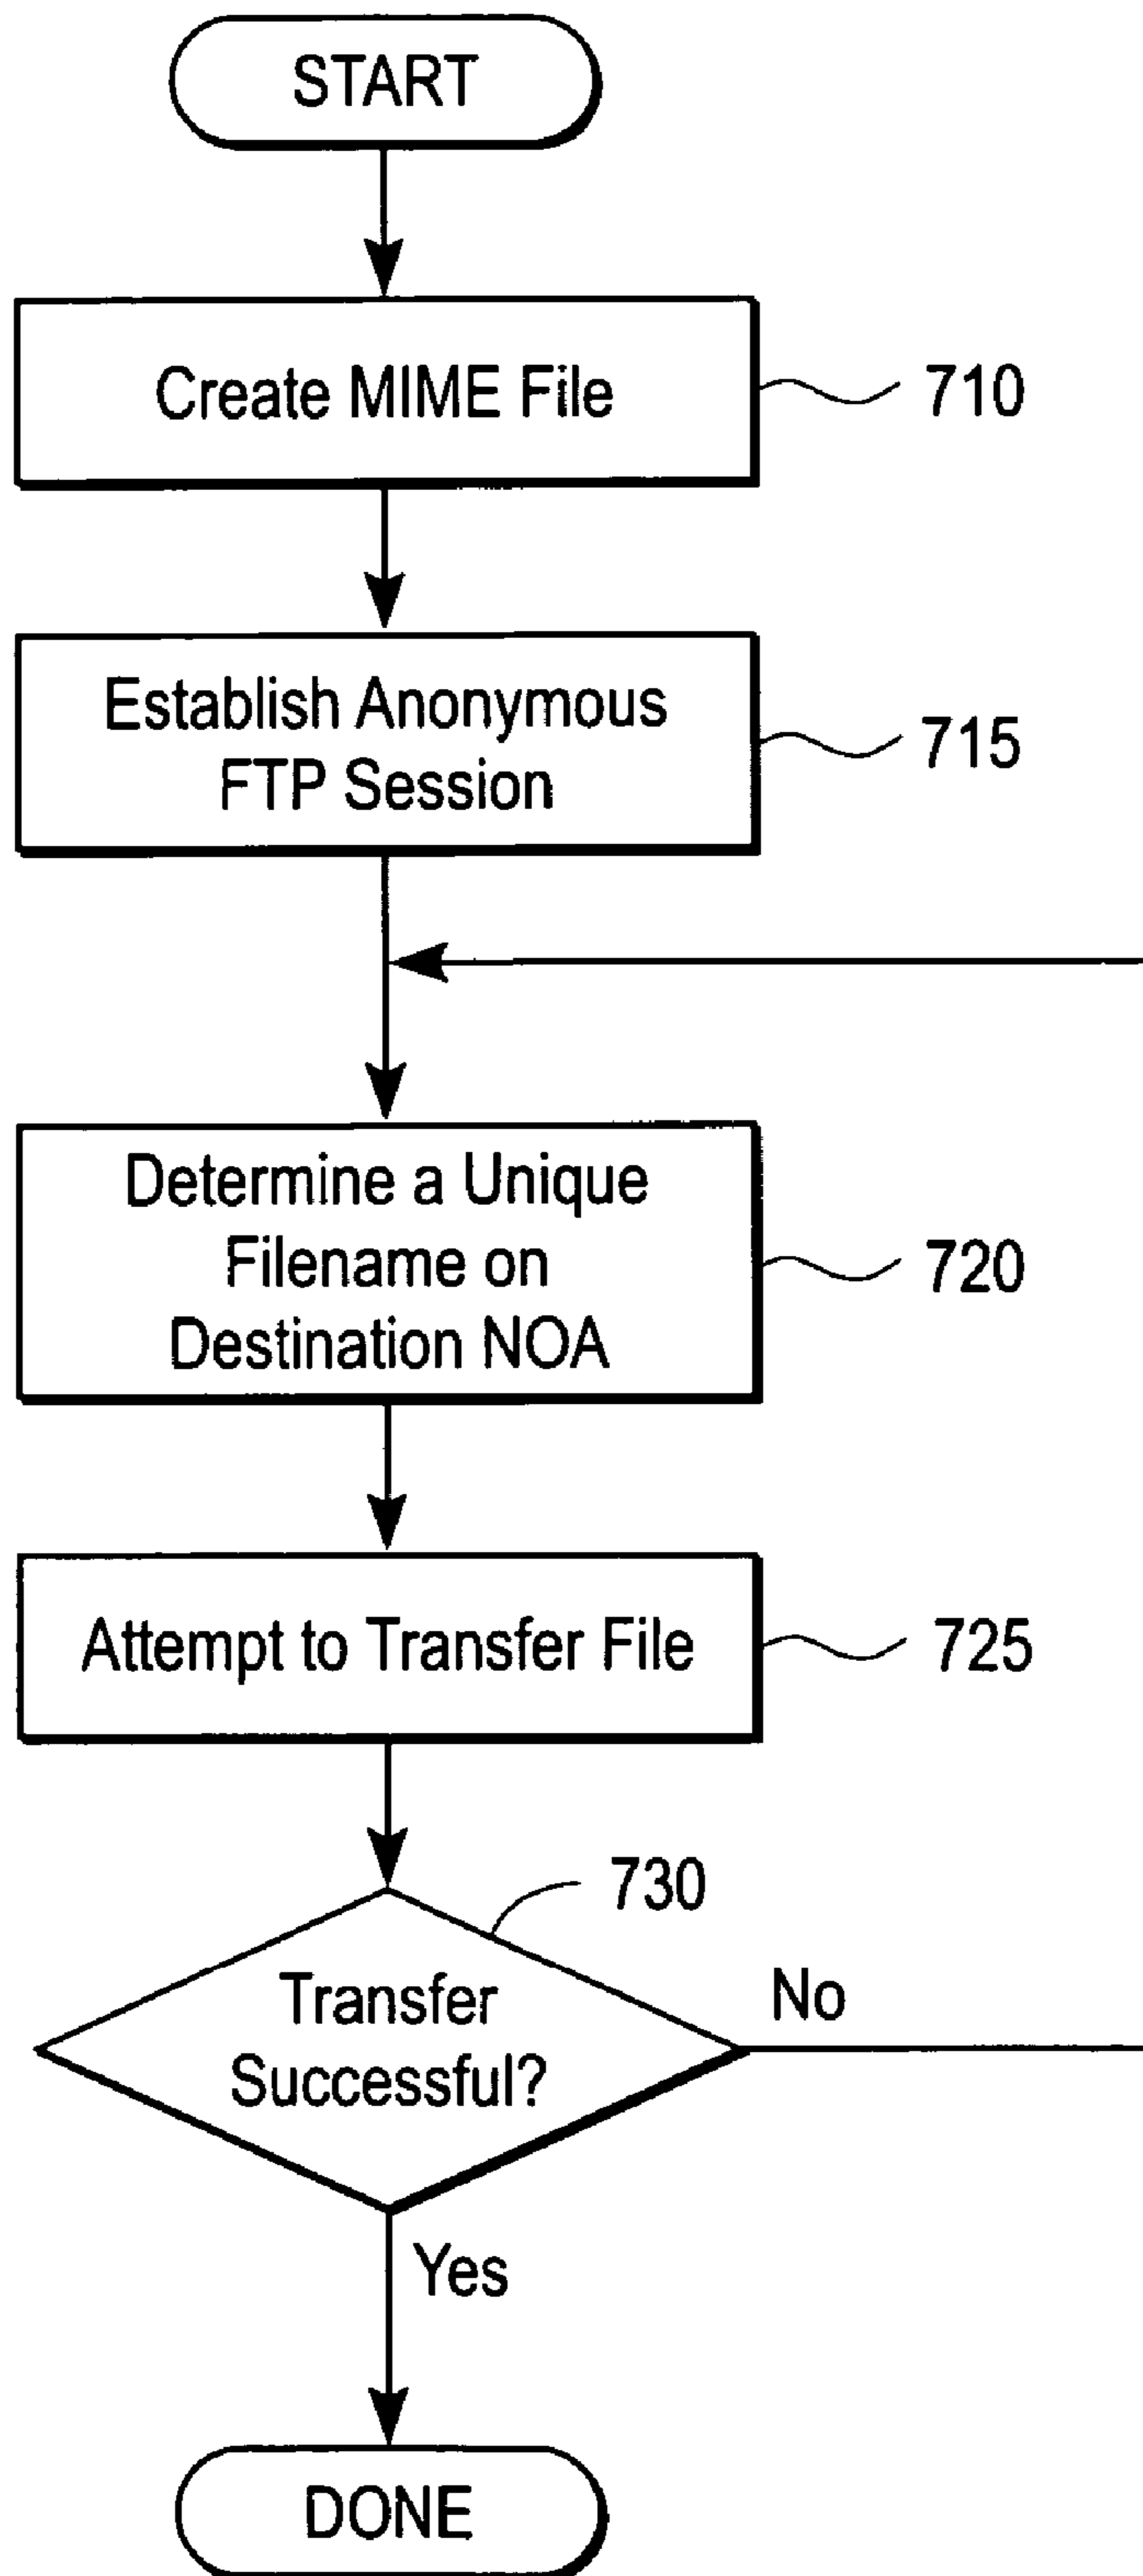 START
Create MIME File
710
Establish Anonymous
FTP Session
715
Determine a Unique
Filename on
Destination NOA
720
Attempt to Transfer File
725
730
Transfer
Successful?
No
Yes
DONE